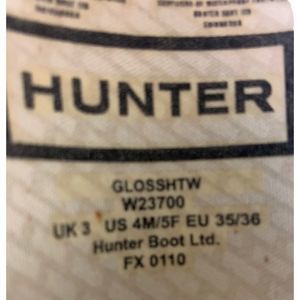 HUNTER
GLOSSHTW
W23700
UK 3 US 4M/5F EU 35/36
Hunter Boot Ltd.
FX 0110